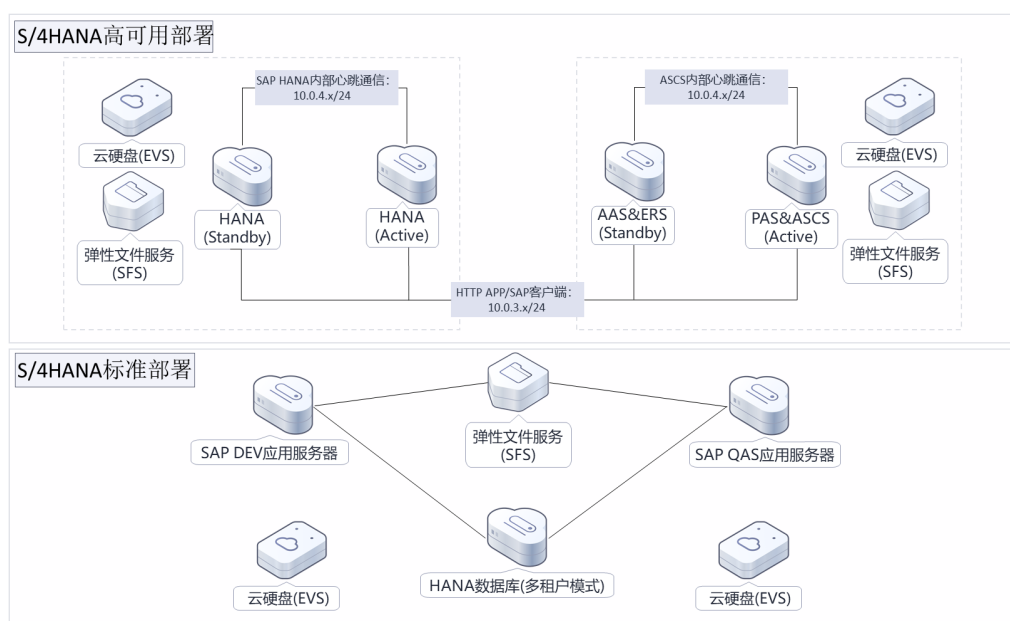 S/4HANA高可用部署
SAP HANA内部心跳通信:
10.0.4.x/24
ASCS内部心跳通信:
10.0.4.x/24
云硬盘(EVS)
云硬盘(EVS)
HANA
(Standby)
HANA
(Active)
AAS&ERS
(Standby)
PAS&ASCS
(Active)
弹性文件服务
(SFS)
弹性文件服务
(SFS)
HTTP APP/SAP客户端:
10.0.3.x/24
S/4HANA标准部署
SAP DEV应用服务器
弹性文件服务
(SFS)
SAP QAS应用服务器
云硬盘(EVS)
HANA数据库(多租户模式)
云硬盘(EVS)